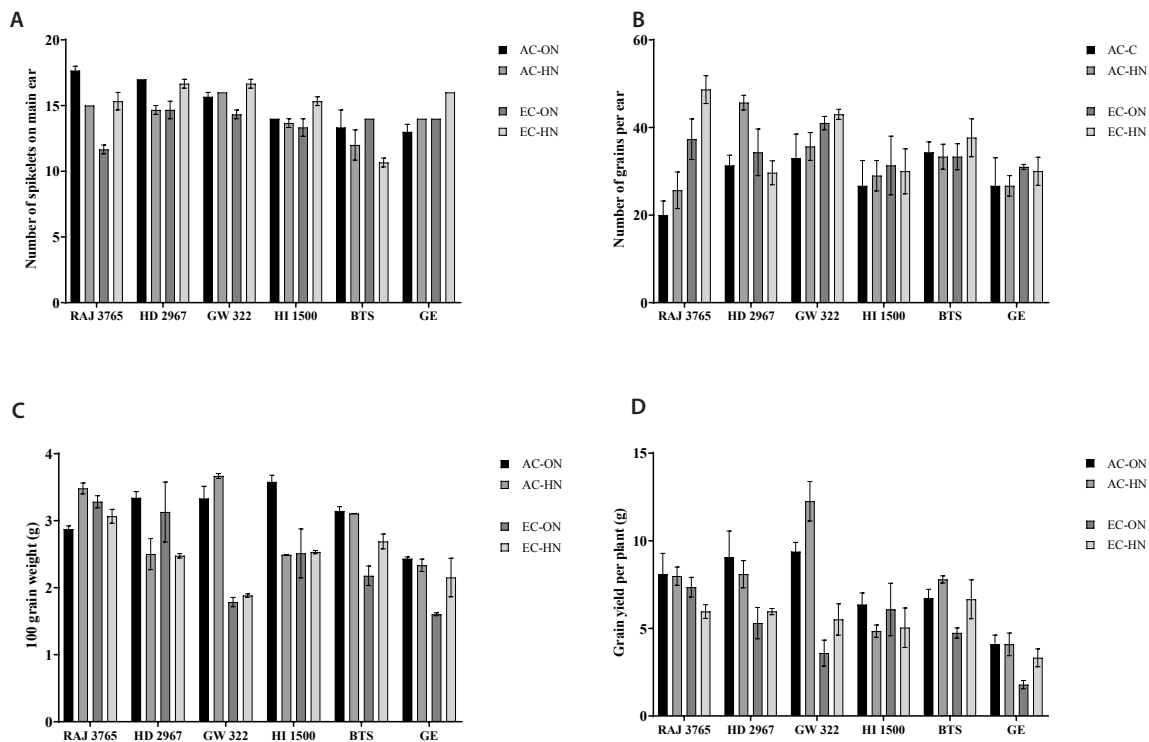 A
Number of spikelets on main ear
20
15
10
5
0
RAJ 3765 HD 2967 GW 322 HI 1500 BTS GE
AC-ON
AC-HN
EC-ON
EC-HN
B
Number of grains per ear
60
40
20
0
RAJ 3765 HD 2967 GW 322 HI 1500 BTS GE
AC-C
AC-HN
EC-ON
EC-HN
C
100 grain weight (g)
4
3
2
1
0
RAJ 3765 HD 2967 GW 322 HI 1500 BTS GE
AC-ON
AC-HN
EC-ON
EC-HN
D
Grain yield per plant (g)
15
10
5
0
RAJ 3765 HD 2967 GW 322 HI 1500 BTS GE
AC-ON
AC-HN
EC-ON
EC-HN